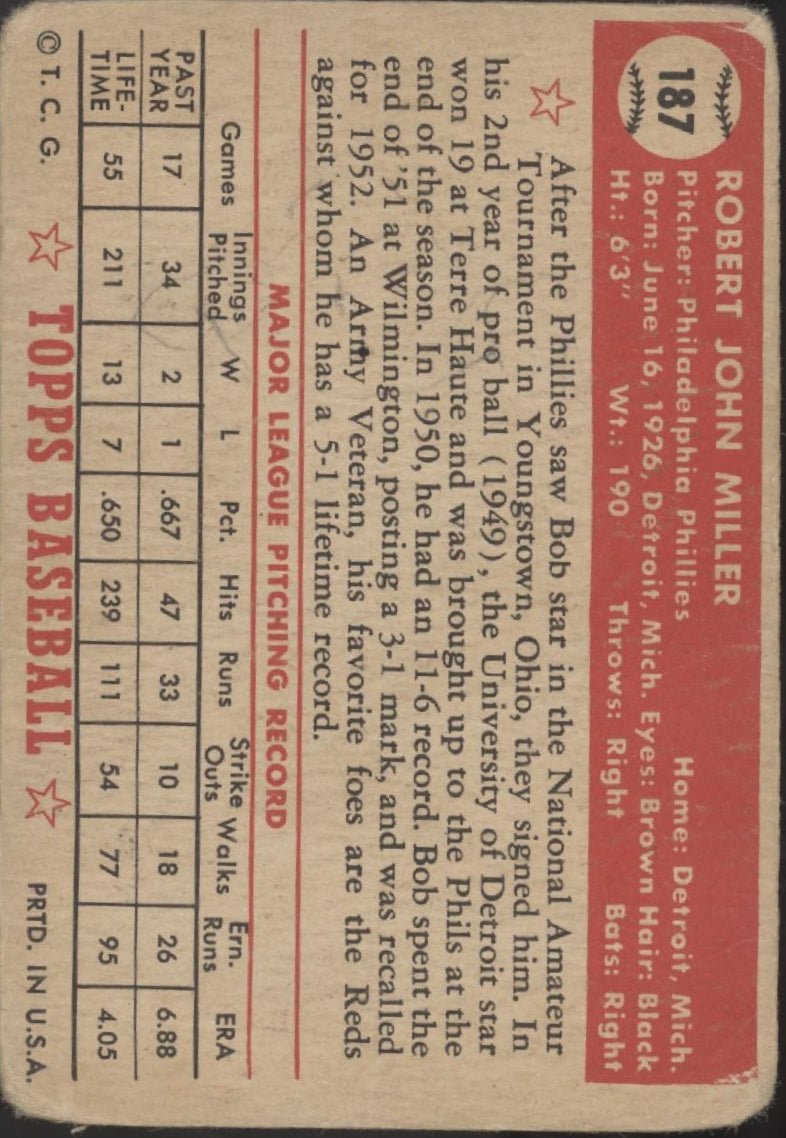 187
ROBERT JOHN MILLER
Pitcher: Philadelphia Phillies Home: Detroit, Mich.
Born: June 16, 1926, Detroit, Mich. Eyes: Brown Hair: Black
Ht.: 6'3" Wt.: 190 Throws: Right Bats: Right
After the Phillies saw Bob star in the National Amateur
Tournament in Youngstown, Ohio, they signed him. In
his 2nd year of pro ball (1949), the University of Detroit star
won 19 at Terre Haute and was brought up to the Phils at the
end of the season. In 1950, he had an 11-6 record. Bob spent the
end of '51 at Wilmington, posting a 3-1 mark, and was recalled
for 1952. An Army Veteran, his favorite foes are the Reds
against whom he has a 5-1 lifetime record.
MAJOR LEAGUE PITCHING RECORD
Games Innings Pitched W L Pct. Hits Runs Strike Outs Walks Ern. Runs ERA
PAST YEAR 17 34 2 1 .667 47 33 10 18 26 6.88
LIFE-TIME 55 211 13 7 .650 239 111 54 77 95 4.05
© T. C. G. TOPPS BASEBALL PRTD. IN U.S.A.